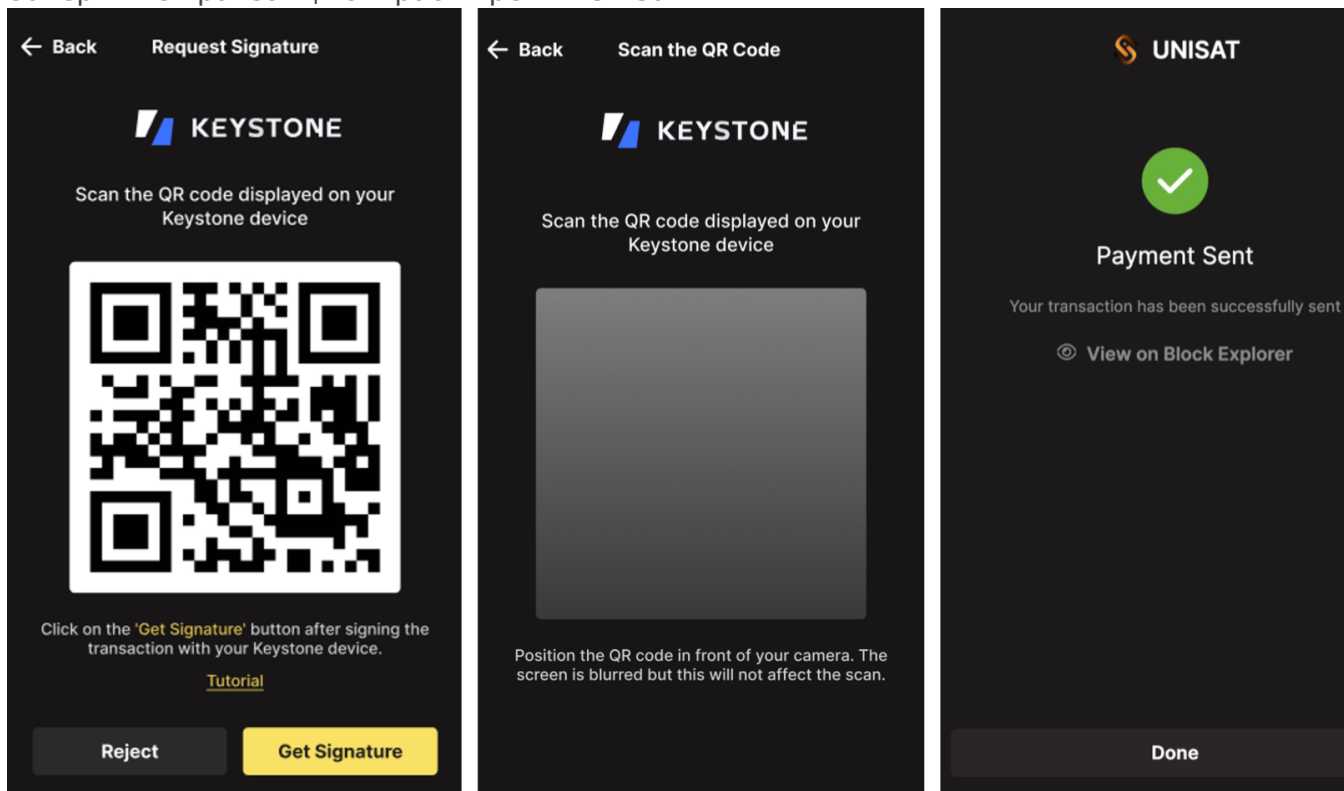 Back
Request Signature
KEYSTONE
Scan the QR code displayed on your
Keystone device
Click on the 'Get Signature' button after signing the
transaction with your Keystone device.
Tutorial
Reject
Get Signature
Back
Scan the QR Code
KEYSTONE
Scan the QR code displayed on your
Keystone device
Position the QR code in front of your camera. The
screen is blurred but this will not affect the scan.
UNISAT
Payment Sent
Your transaction has been successfully sent
View on Block Explorer
Done